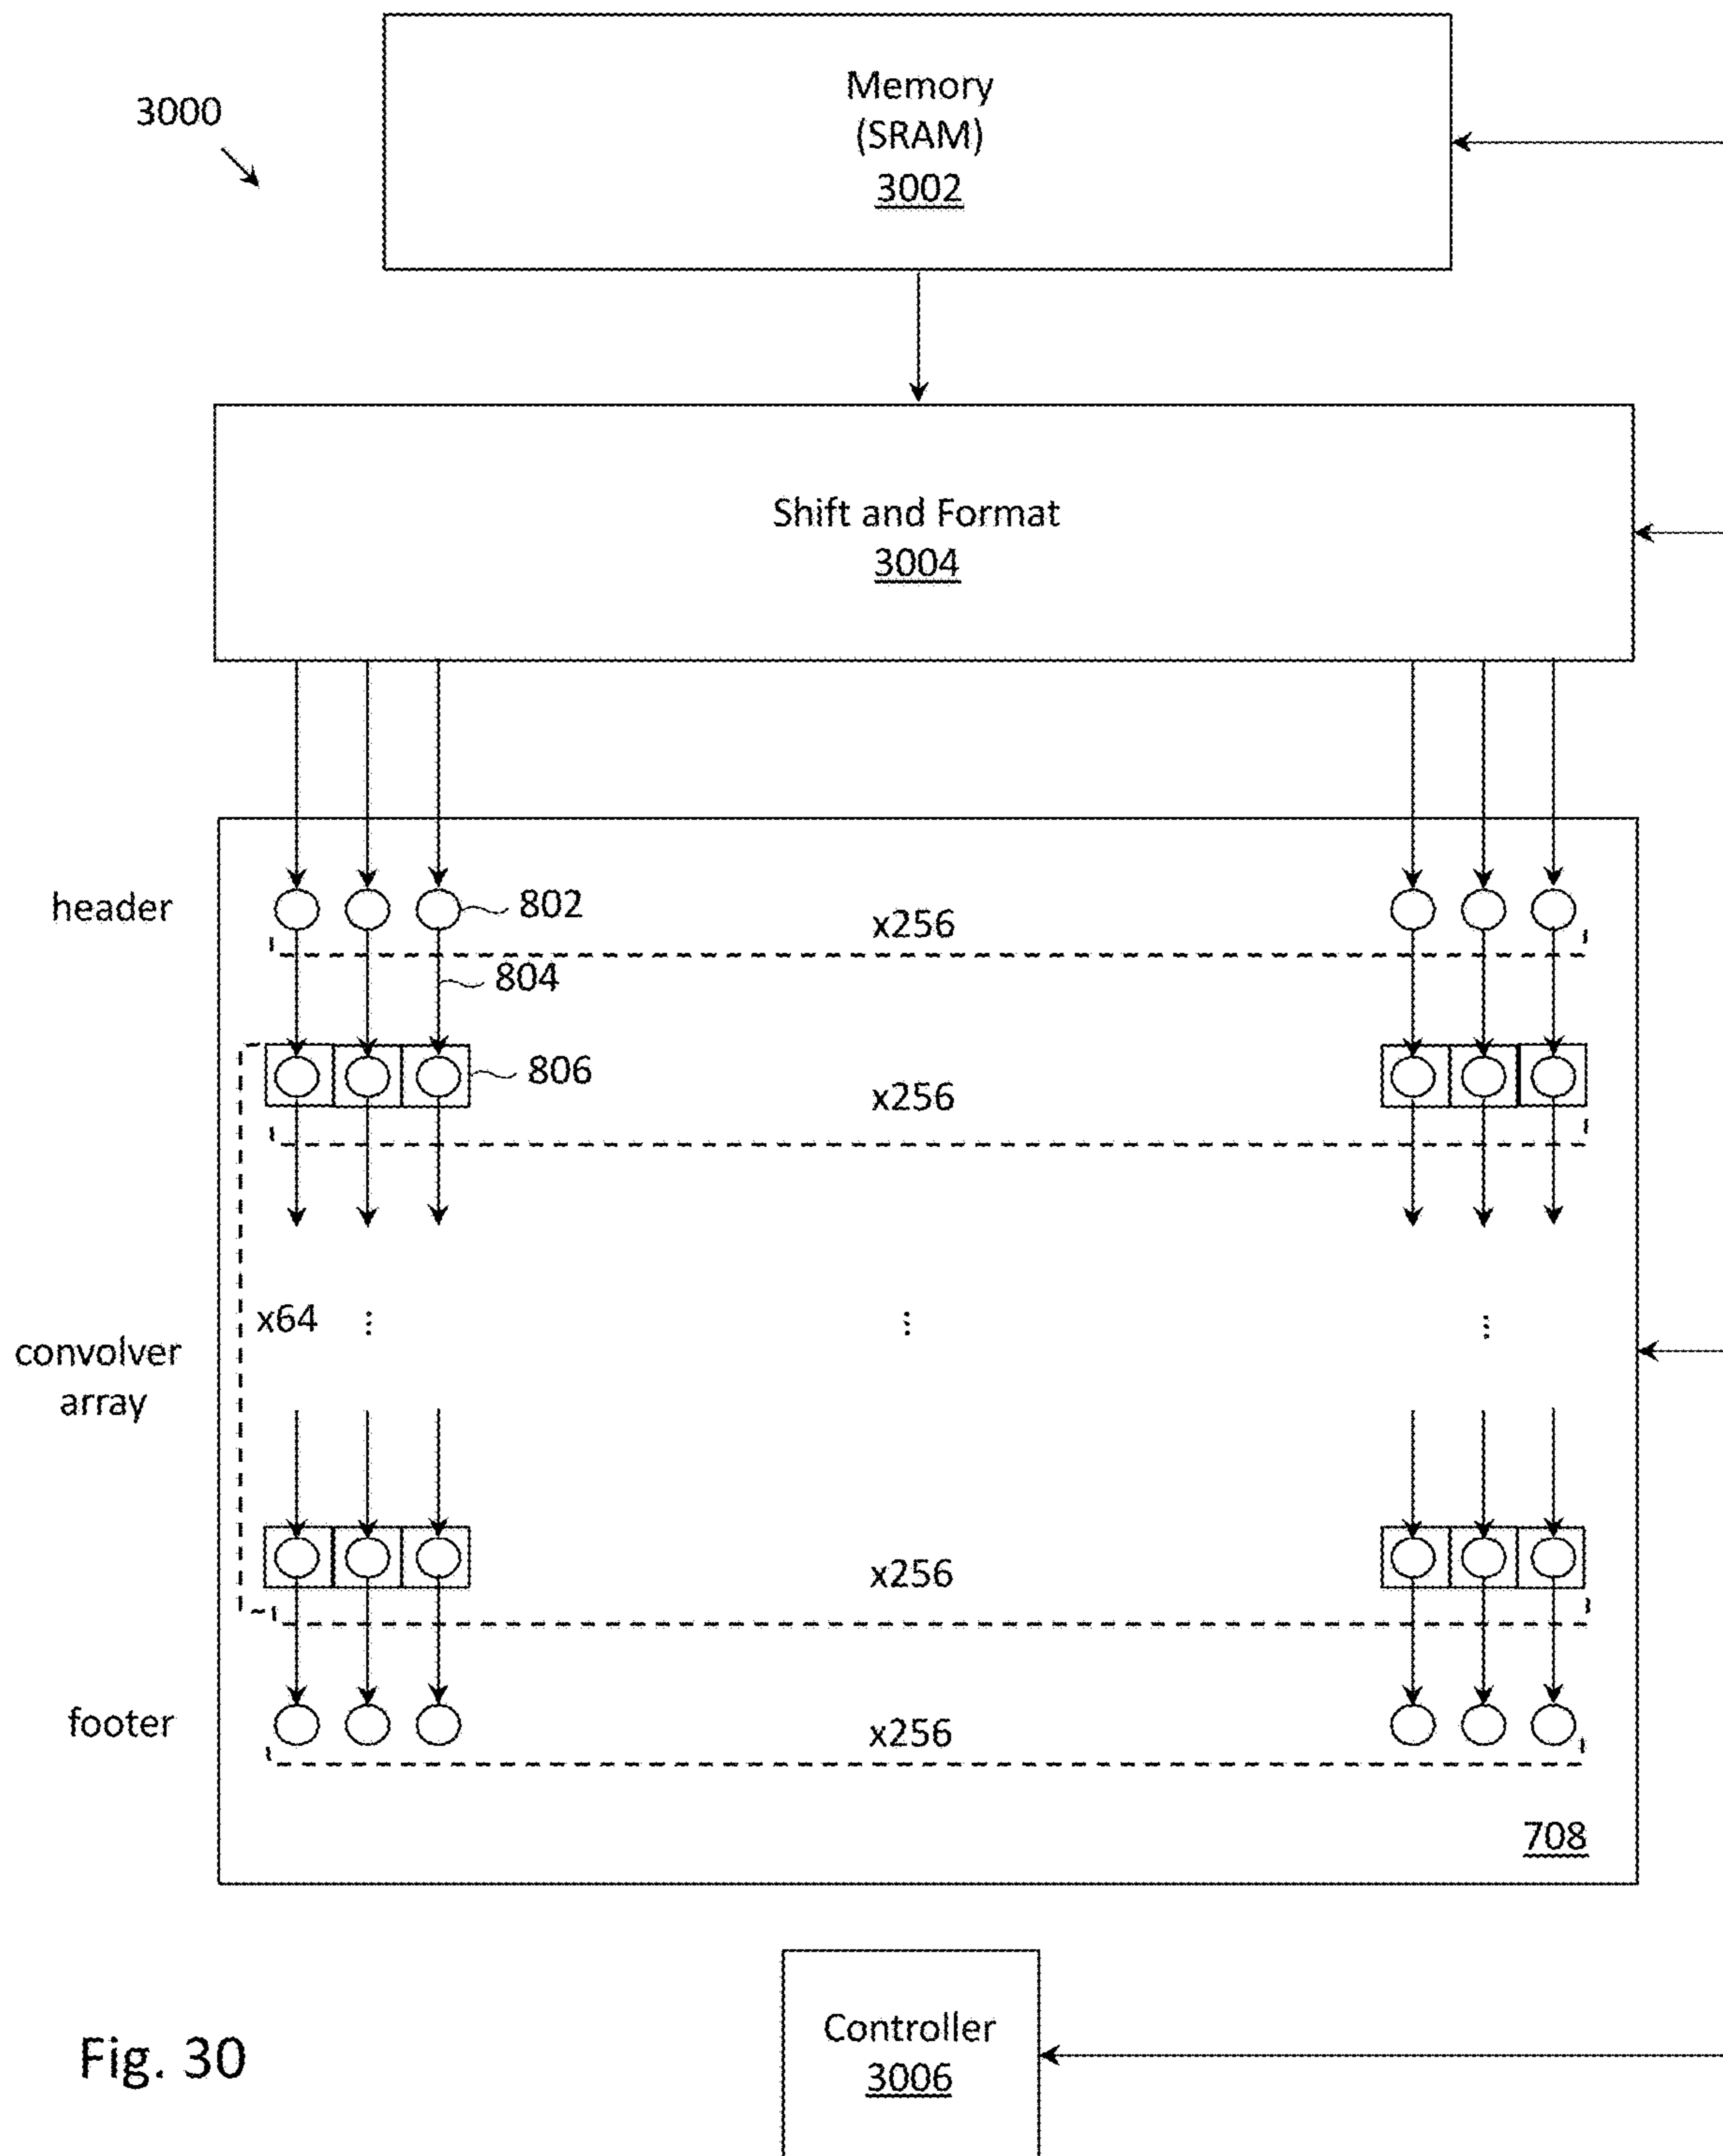 3000
Memory
(SRAM)
3002
Shift and Format
3004
header
802
x256
804
806
x256
x64
⋮
⋮
⋮
convolver
array
x256
footer
x256
708
Controller
3006
Fig. 30